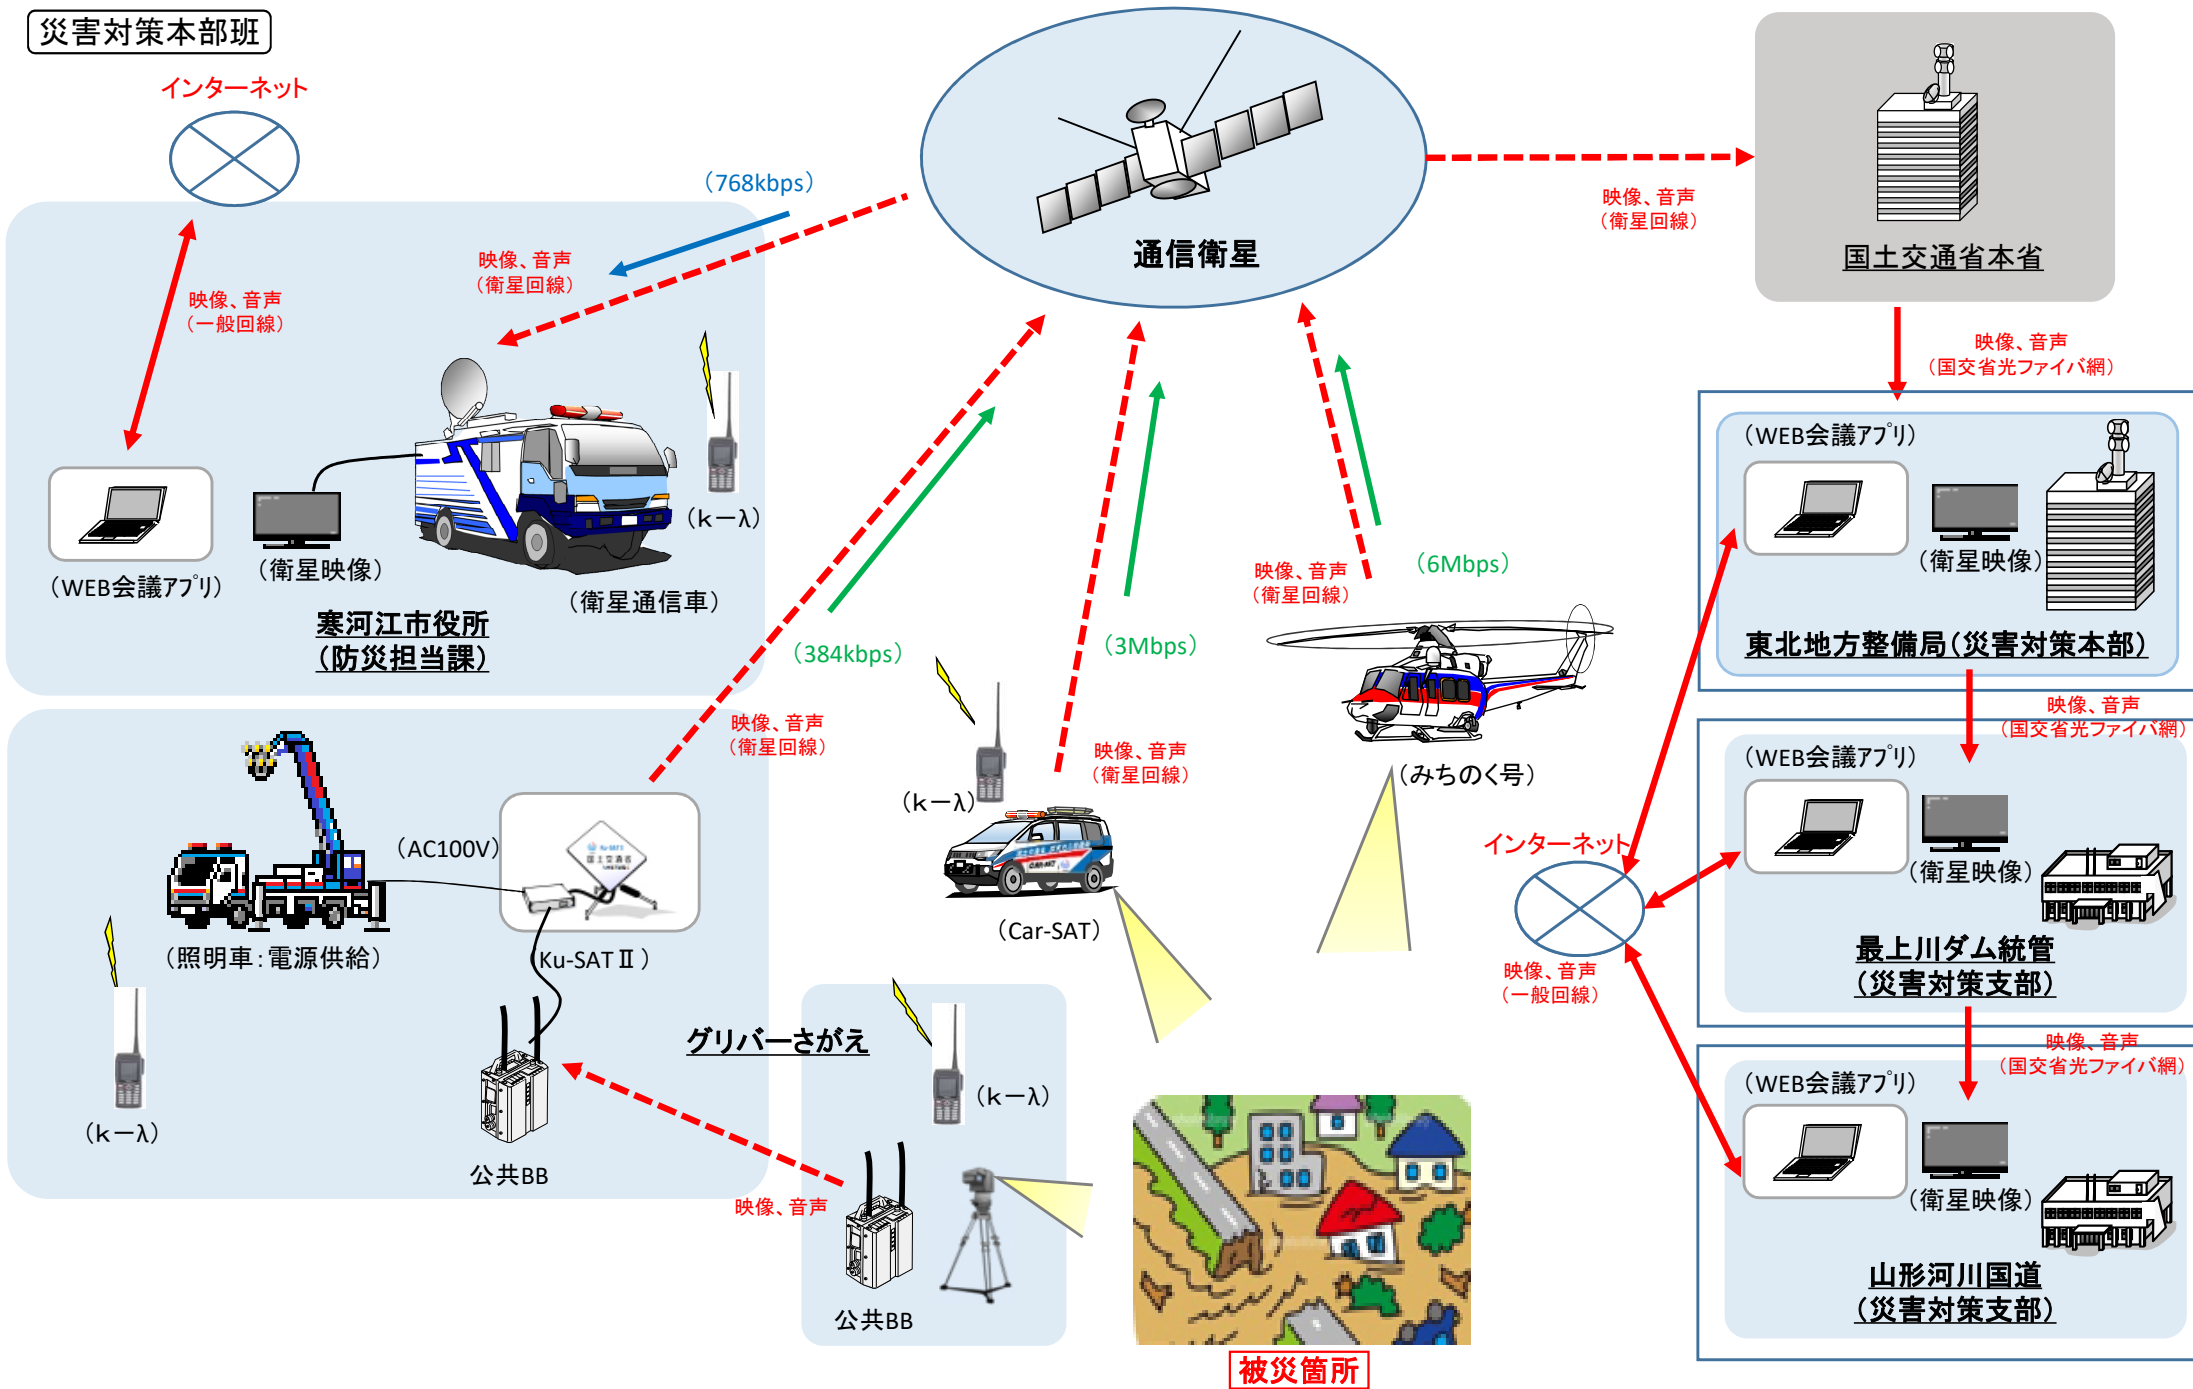 災害対策本部班
インターネット
映像、音声
（一般回線）
（768kbps）
映像、音声
（衛星回線）
（k－λ）
（WEB会議アプリ）
（衛星映像）
（衛星通信車）
寒河江市役所
（防災担当課）
通信衛星
映像、音声
（衛星回線）
国土交通省本省
映像、音声
（国交省光ファイバ網）
（WEB会議アプリ）
（衛星映像）
東北地方整備局（災害対策本部）
映像、音声
（国交省光ファイバ網）
（WEB会議アプリ）
（衛星映像）
最上川ダム統管
（災害対策支部）
映像、音声
（国交省光ファイバ網）
（WEB会議アプリ）
（衛星映像）
山形河川国道
（災害対策支部）
インターネット
映像、音声
（一般回線）
（384kbps）
映像、音声
（衛星回線）
（3Mbps）
映像、音声
（衛星回線）
（6Mbps）
映像、音声
（衛星回線）
（みちのく号）
（k－λ）
（Car-SAT）
（AC100V）
国土交通省
（照明車：電源供給）
（Ku-SATⅡ）
（k－λ）
公共BB
グリバーさがえ
映像、音声
（k－λ）
公共BB
被災箇所